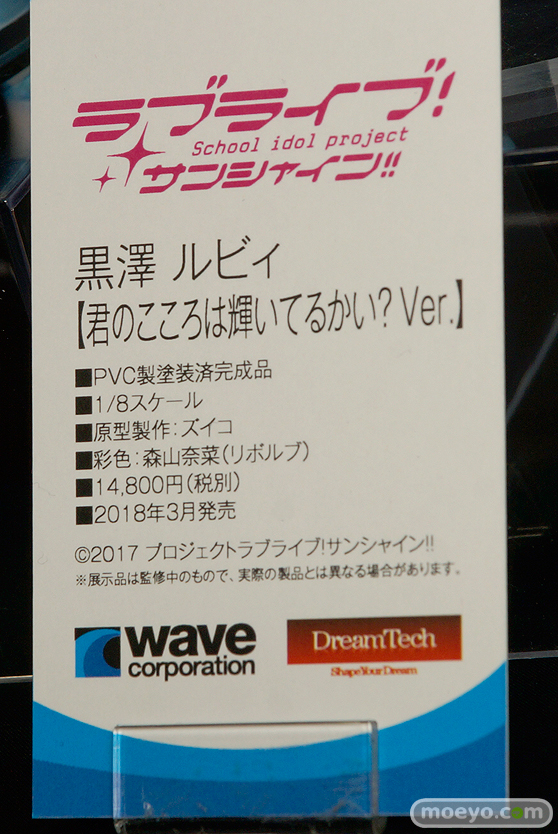 ラブライブ!
School idol project
サンシャイン!!
黒澤 ルビィ
【君のこころは輝いてるかい? Ver.】
■PVC製塗装済完成品
■1/8スケール
■原型製作:ズイコ
■彩色:森山奈菜(リボルブ)
■14,800円(税別)
■2018年3月発売
©2017 プロジェクトラブライブ!サンシャイン!!
※展示品は監修中のもので、実際の製品とは異なる場合があります。
wave
corporation
DreamTech
ShapeYourDream
moeyo.com